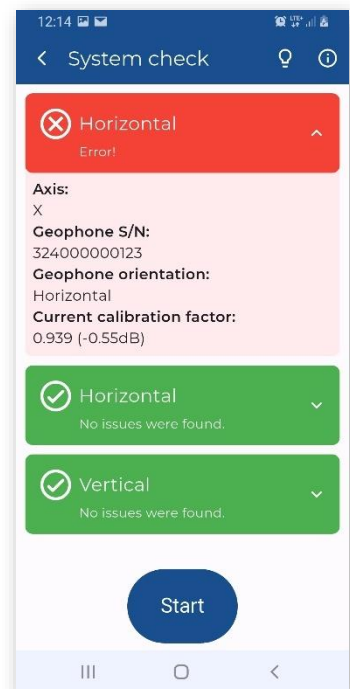 12:14
System check
Horizontal
Error!
Axis:
X
Geophone S/N:
324000000123
Geophone orientation:
Horizontal
Current calibration factor:
0.939 (-0.55dB)
Horizontal
No issues were found.
Vertical
No issues were found.
Start